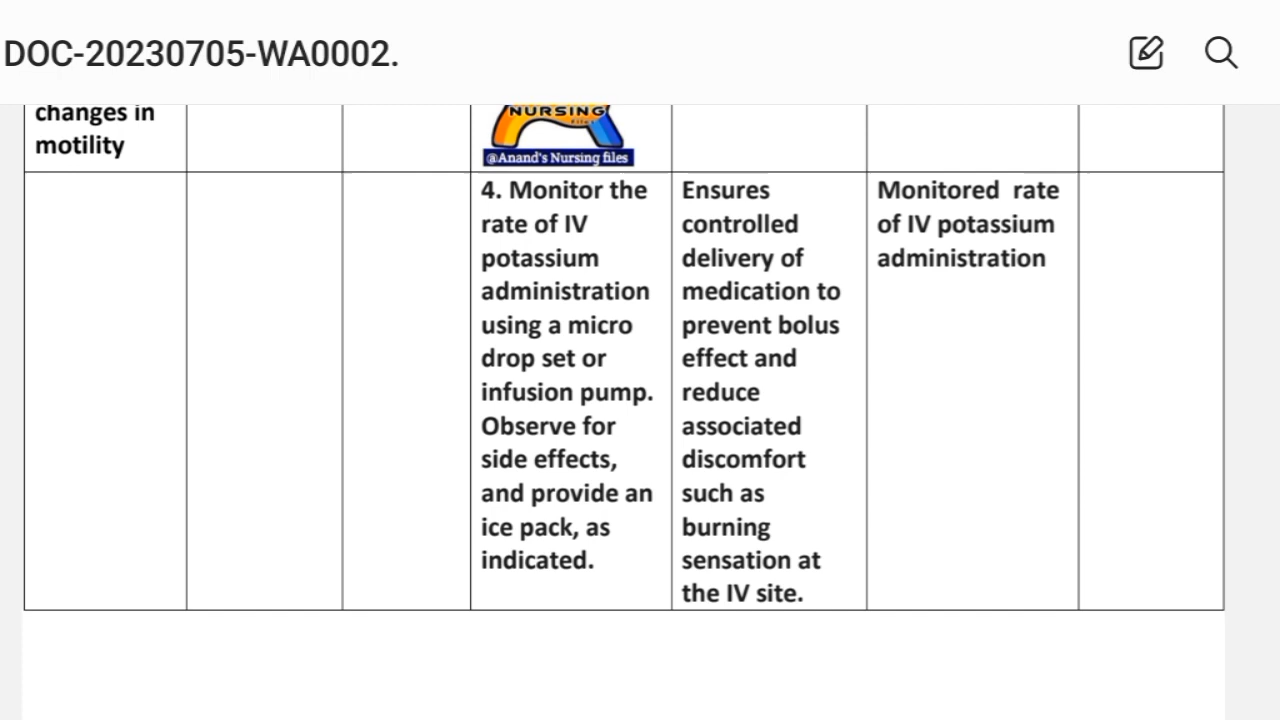 DOC-20230705-WA0002.
changes in
motility
NURSING
Files
@Anand's Nursing files
4. Monitor the
rate of IV
potassium
administration
using a micro
drop set or
infusion pump.
Observe for
side effects,
and provide an
ice pack, as
indicated.
Ensures
controlled
delivery of
medication to
prevent bolus
effect and
reduce
associated
discomfort
such as
burning
sensation at
the IV site.
Monitored rate
of IV potassium
administration